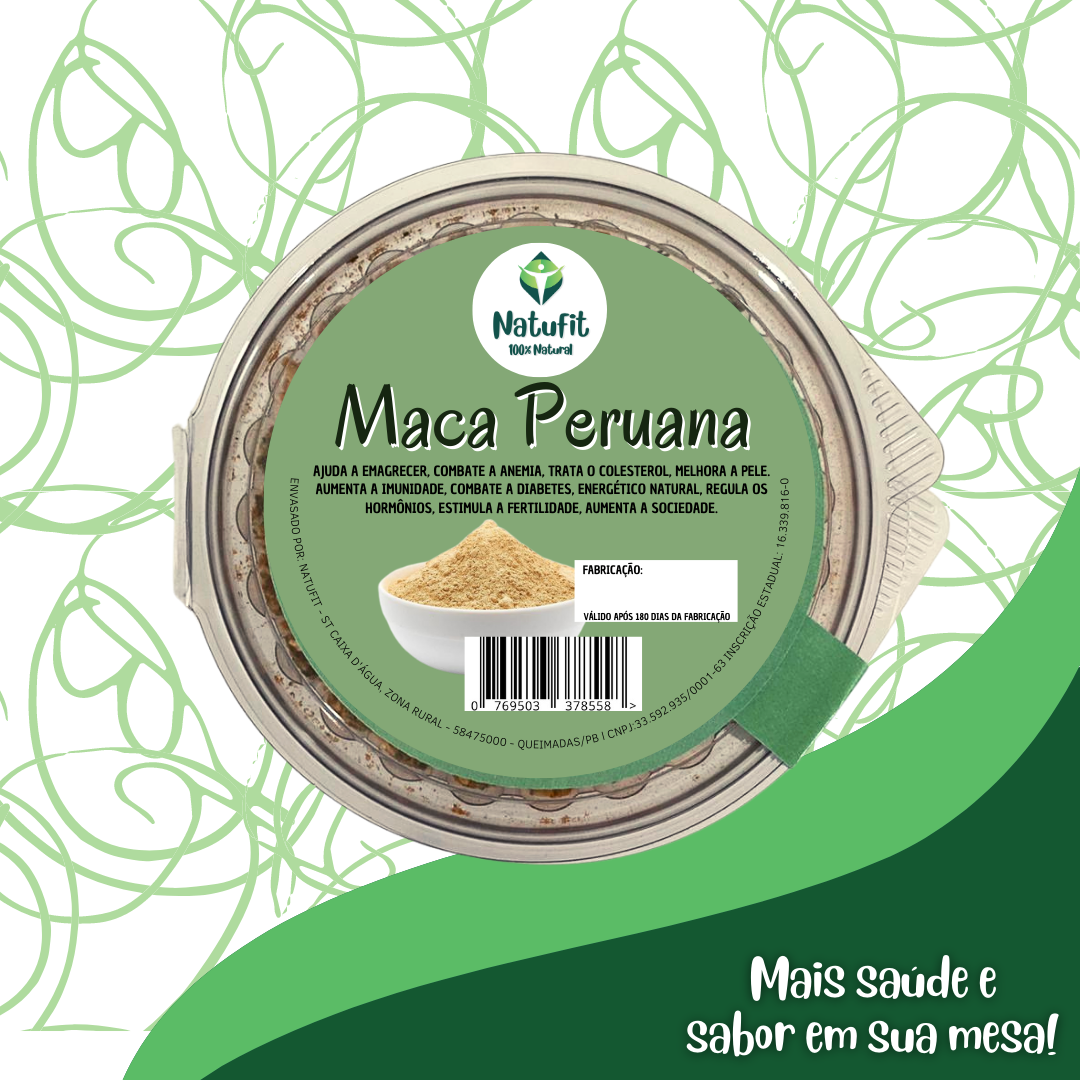 Natufit
100% Natural
Maca Peruana
AJUDA A EMAGRECER, COMBATE A ANEMIA, TRATA O COLESTEROL, MELHORA A PELE.
AUMENTA A IMUNIDADE, COMBATE A DIABETES, ENERGÉTICO NATURAL, REGULA OS
HORMÔNIOS, ESTIMULA A FERTILIDADE, AUMENTA A SOCIEDADE.
FABRICAÇÃO:
VÁLIDO APÓS 180 DIAS DA FABRICAÇÃO
0 769503 378558 >
ENVASADO POR: NATUFIT - ST CAIXA D'ÁGUA, ZONA RURAL - 58475000 - QUEIMADAS/PB | CNPJ:33.592.935/0001-63 INSCRIÇÃO ESTADUAL: 16.339.816-0
Mais saúde e
sabor em sua mesa!